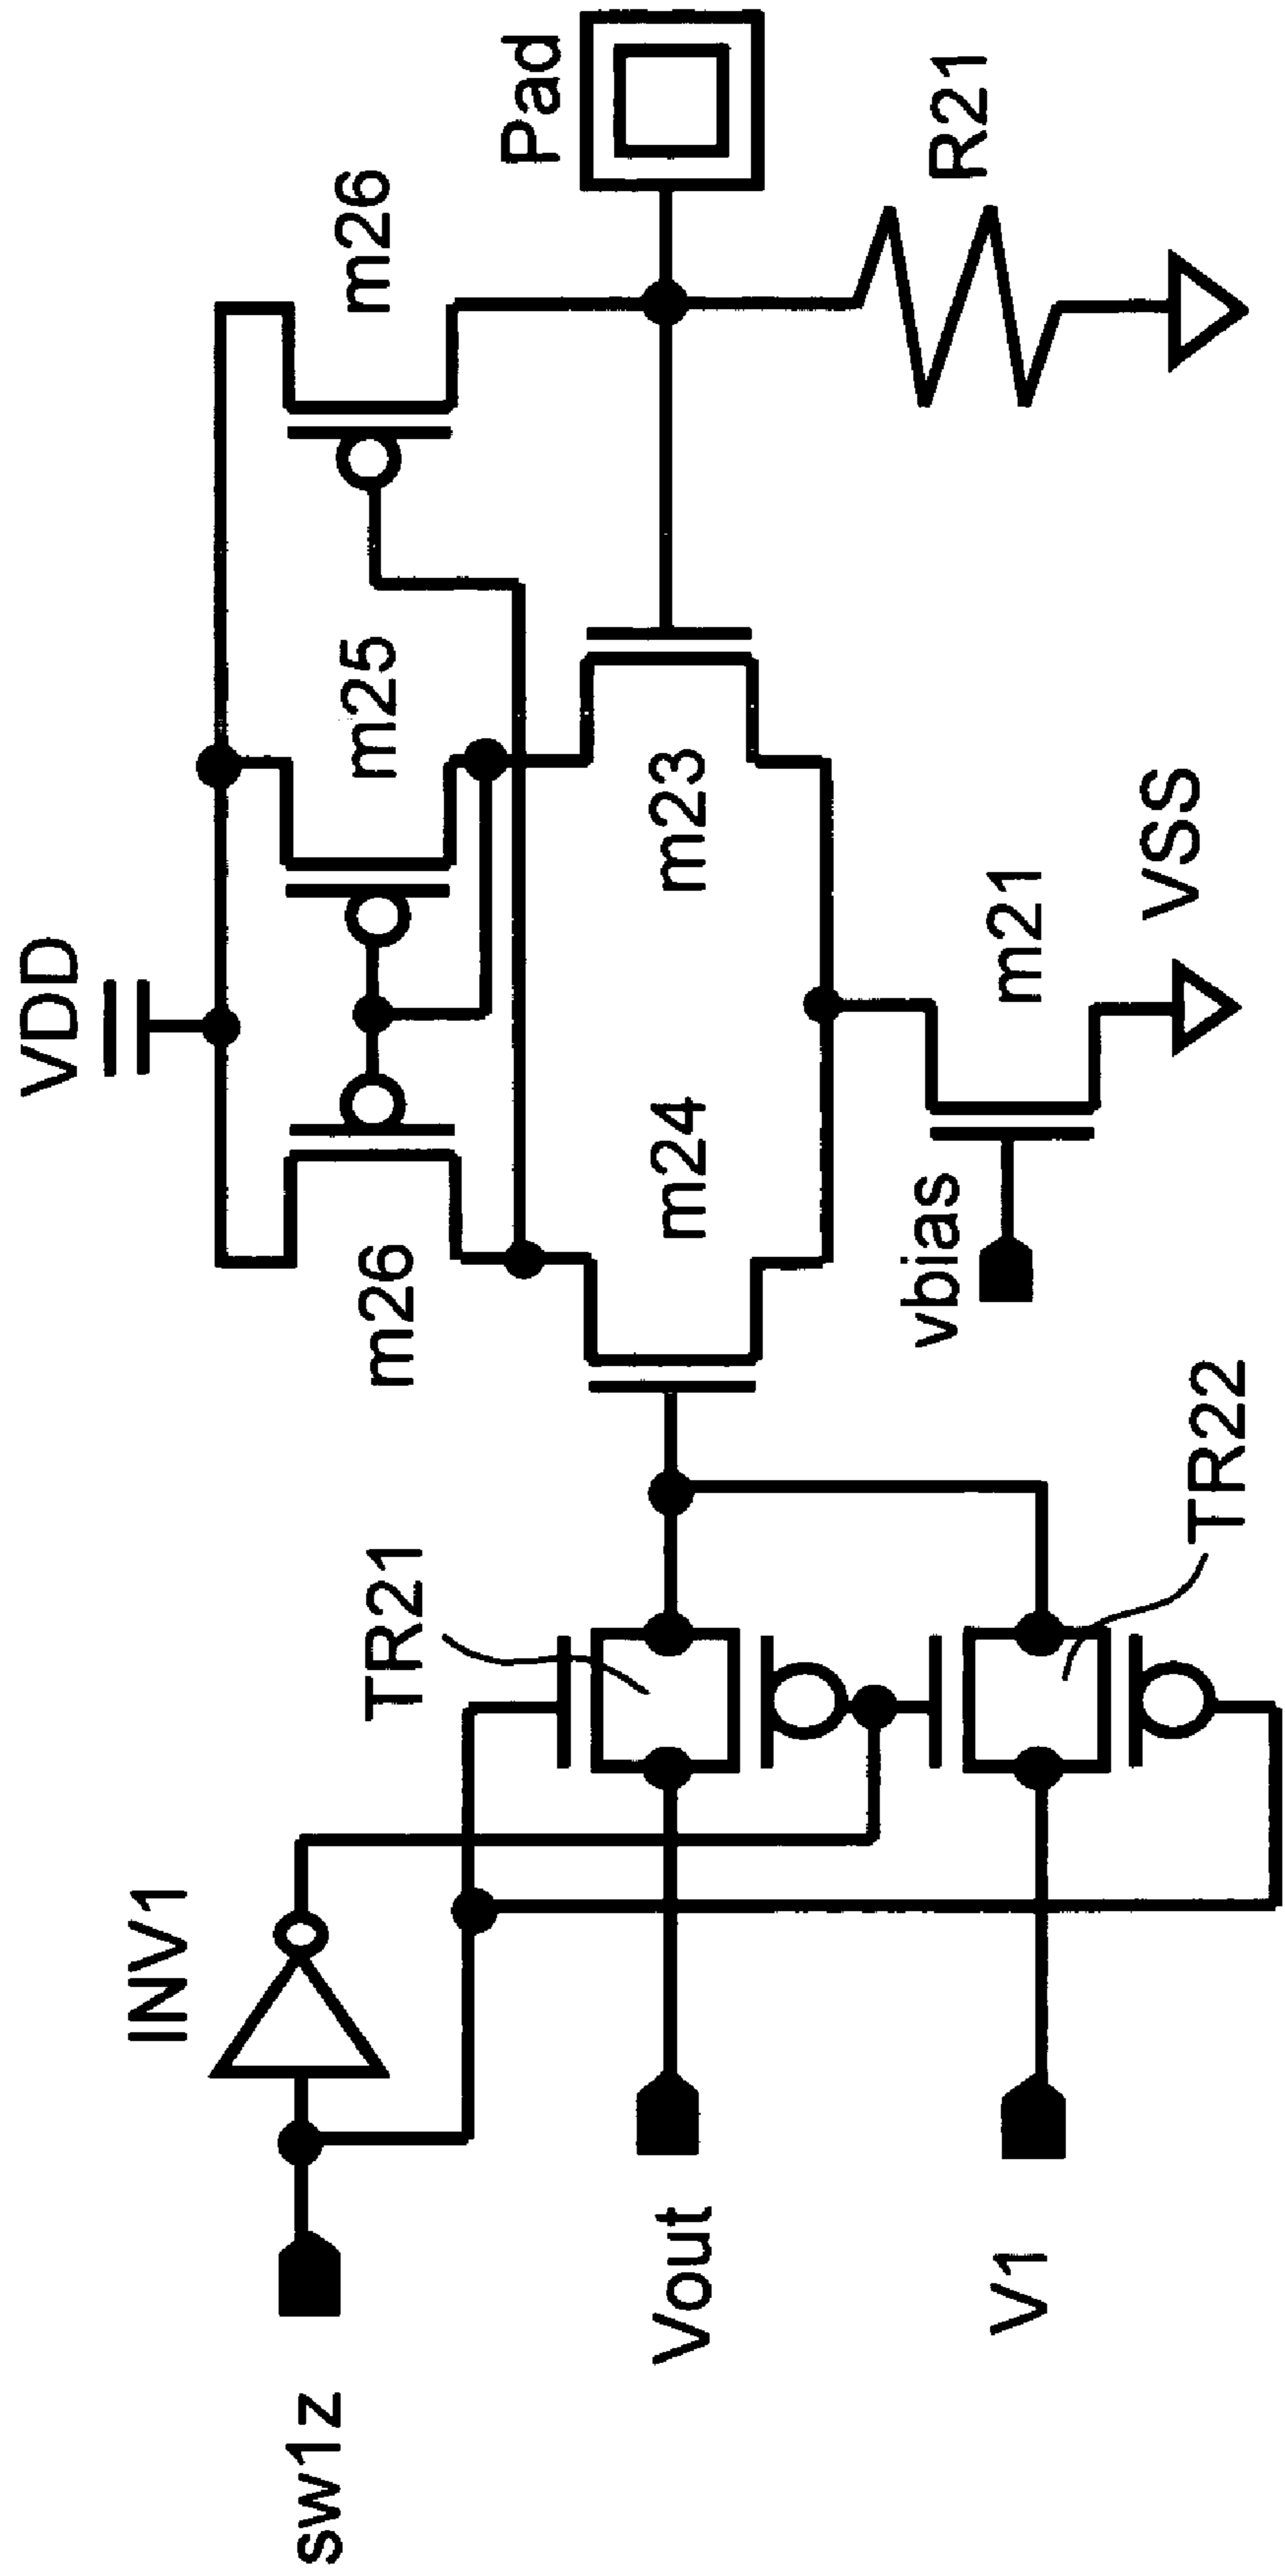 sw1z
INV1
Vout
V1
TR21
TR22
VDD
m26
m25
m26
m24
m23
vbias
m21
VSS
Pad
R21